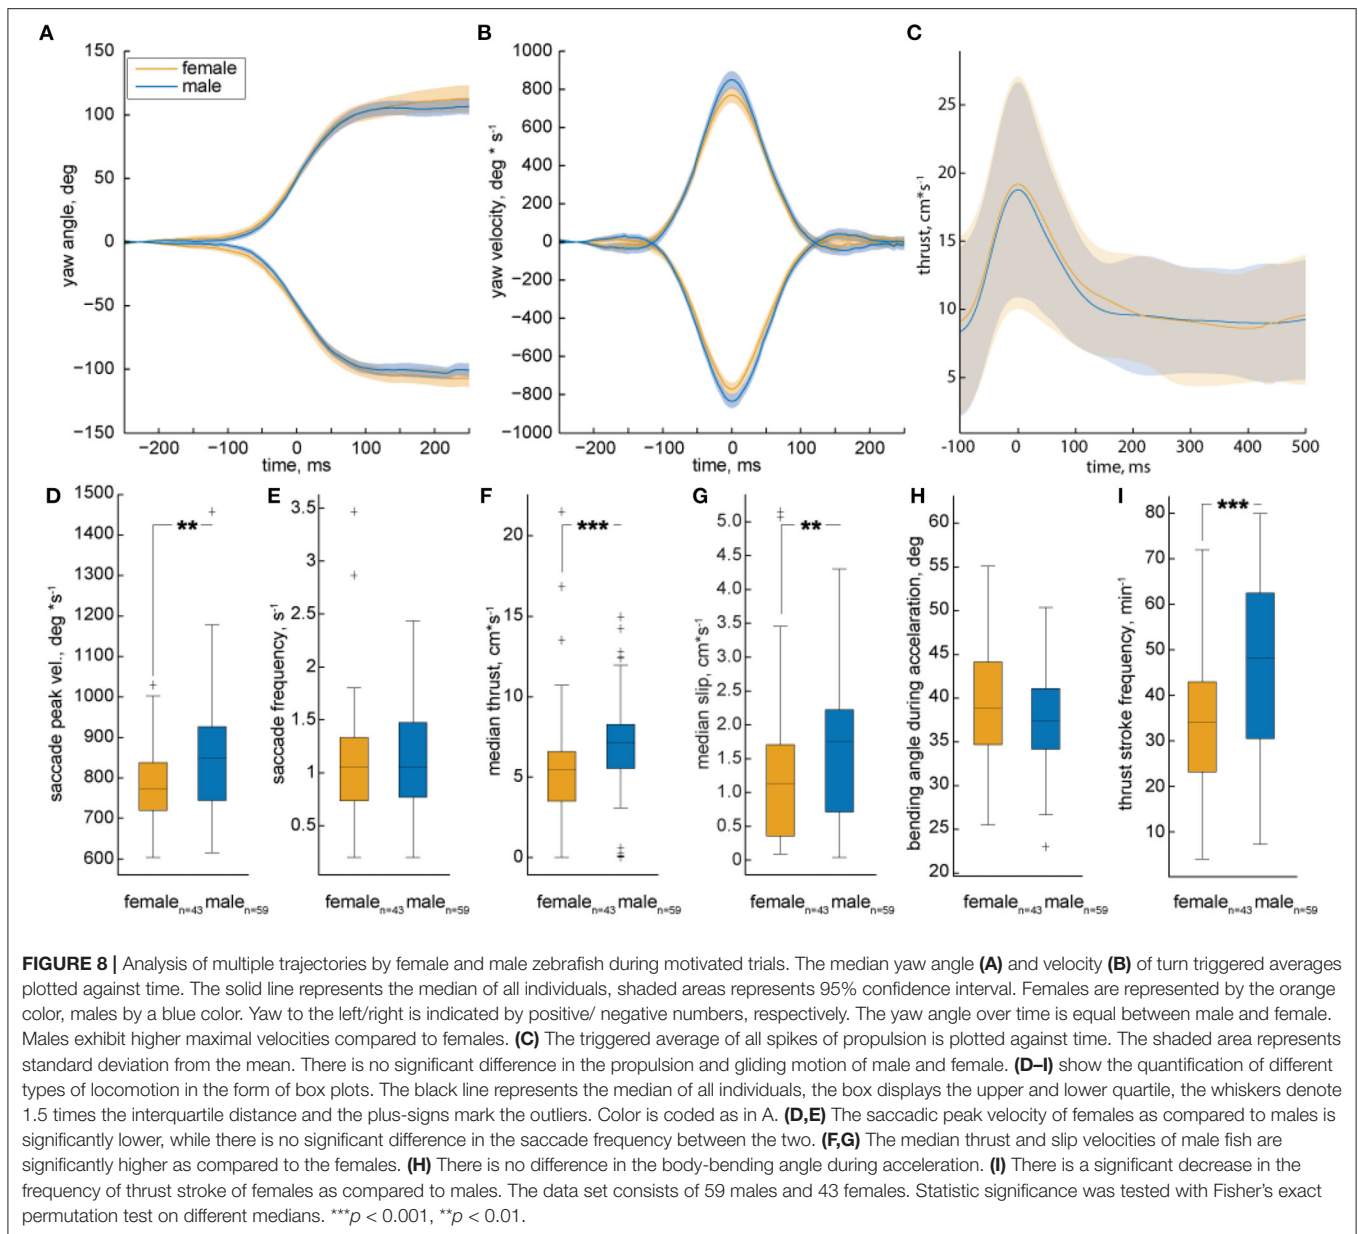 A
B
C
150
100
50
0
−50
−100
−150
yaw angle, deg
female
male
−200
−100
0
100
200
time, ms
1000
800
600
400
200
0
−200
−400
−600
−800
−1000
yaw velocity, deg * s-1
−200
−100
0
100
200
time, ms
25
20
15
10
5
thrust, cm*s-1
-100
0
100
200
300
400
500
time, ms
D
E
F
G
H
I
1500
1400
1300
1200
1100
1000
900
800
700
600
saccade peak vel., deg *s-1
**
female n=43 male n=59
3.5
3
2.5
2
1.5
1
0.5
saccade frequency, s-1
female n=43 male n=59
20
15
10
5
0
median thrust, cm*s-1
***
female n=43 male n=59
5.0
4.5
4.0
3.5
3.0
2.5
2.0
1.5
1.0
0.5
0
median slip, cm*s-1
**
female n=43 male n=59
60
55
50
45
40
35
30
25
20
bending angle during accelaration, deg
female n=43 male n=59
80
70
60
50
40
30
20
10
thrust stroke frequency, min-1
***
female n=43 male n=59
FIGURE 8 | Analysis of multiple trajectories by female and male zebrafish during motivated trials. The median yaw angle (A) and velocity (B) of turn triggered averages
plotted against time. The solid line represents the median of all individuals, shaded areas represents 95% confidence interval. Females are represented by the orange
color, males by a blue color. Yaw to the left/right is indicated by positive/ negative numbers, respectively. The yaw angle over time is equal between male and female.
Males exhibit higher maximal velocities compared to females. (C) The triggered average of all spikes of propulsion is plotted against time. The shaded area represents
standard deviation from the mean. There is no significant difference in the propulsion and gliding motion of male and female. (D–I) show the quantification of different
types of locomotion in the form of box plots. The black line represents the median of all individuals, the box displays the upper and lower quartile, the whiskers denote
1.5 times the interquartile distance and the plus-signs mark the outliers. Color is coded as in A. (D,E) The saccadic peak velocity of females as compared to males is
significantly lower, while there is no significant difference in the saccade frequency between the two. (F,G) The median thrust and slip velocities of male fish are
significantly higher as compared to the females. (H) There is no difference in the body-bending angle during acceleration. (I) There is a significant decrease in the
frequency of thrust stroke of females as compared to males. The data set consists of 59 males and 43 females. Statistic significance was tested with Fisher's exact
permutation test on different medians. ***p < 0.001, **p < 0.01.